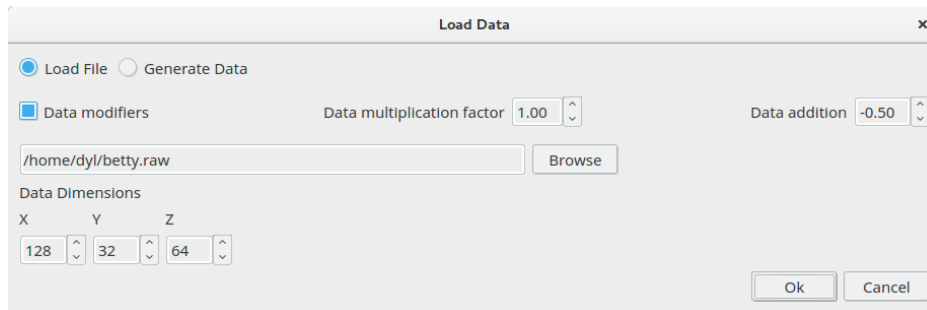 Load Data
Load File Generate Data
Data modifiers Data multiplication factor 1.00 Data addition -0.50
/home/dyl/betty.raw Browse
Data Dimensions
X Y Z
128 32 64
Ok Cancel